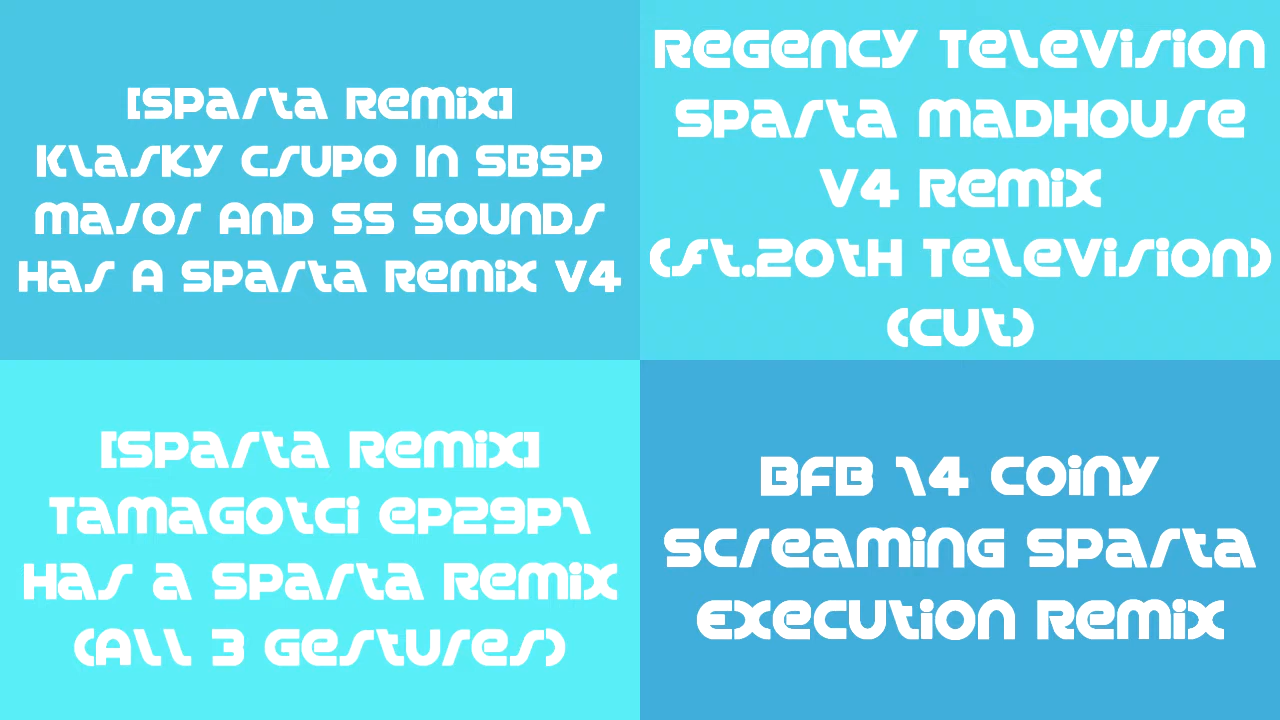 [Sparta Remix]
Klasky Csupo In SBSP
Major And SS Sounds
Has A Sparta Remix V4
Regency Television
Sparta Madhouse
V4 Remix
(ft.20th Television)
(Cut)
[Sparta Remix]
Tamagotci EP29P1
Has a Sparta Remix
(All 3 Gestures)
BFB 14 Coiny
Screaming Sparta
Execution Remix